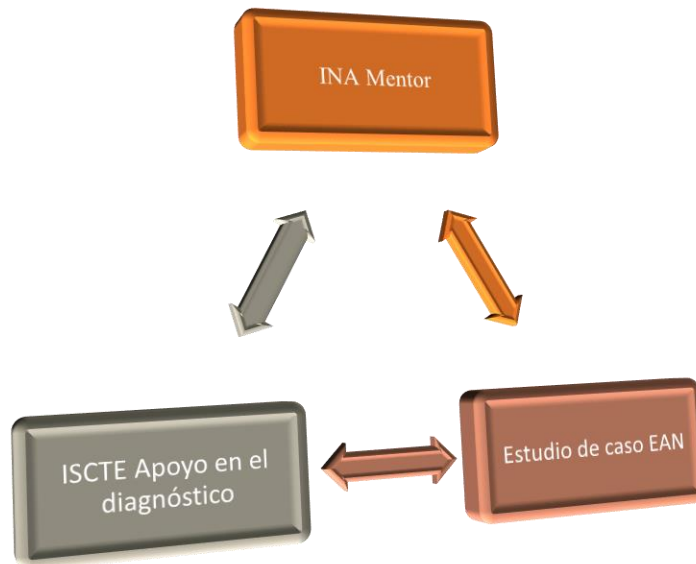 INA Mentor
ISCTE Apoyo en el
diagnóstico
Estudio de caso EAN